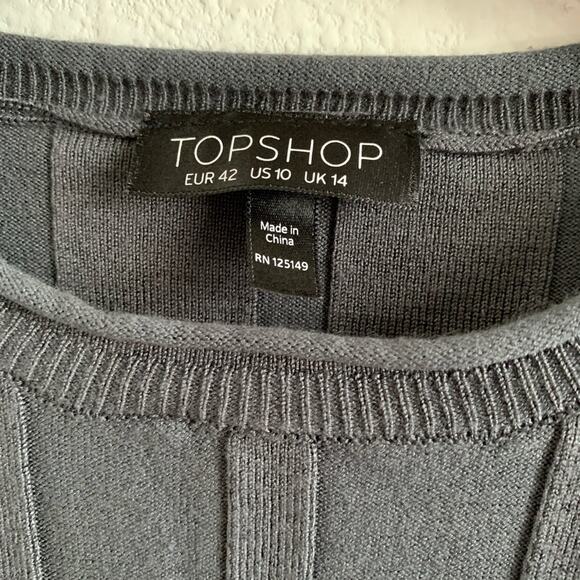 TOPSHOP
EUR 42 US 10 UK 14
Made in
China
RN 125149